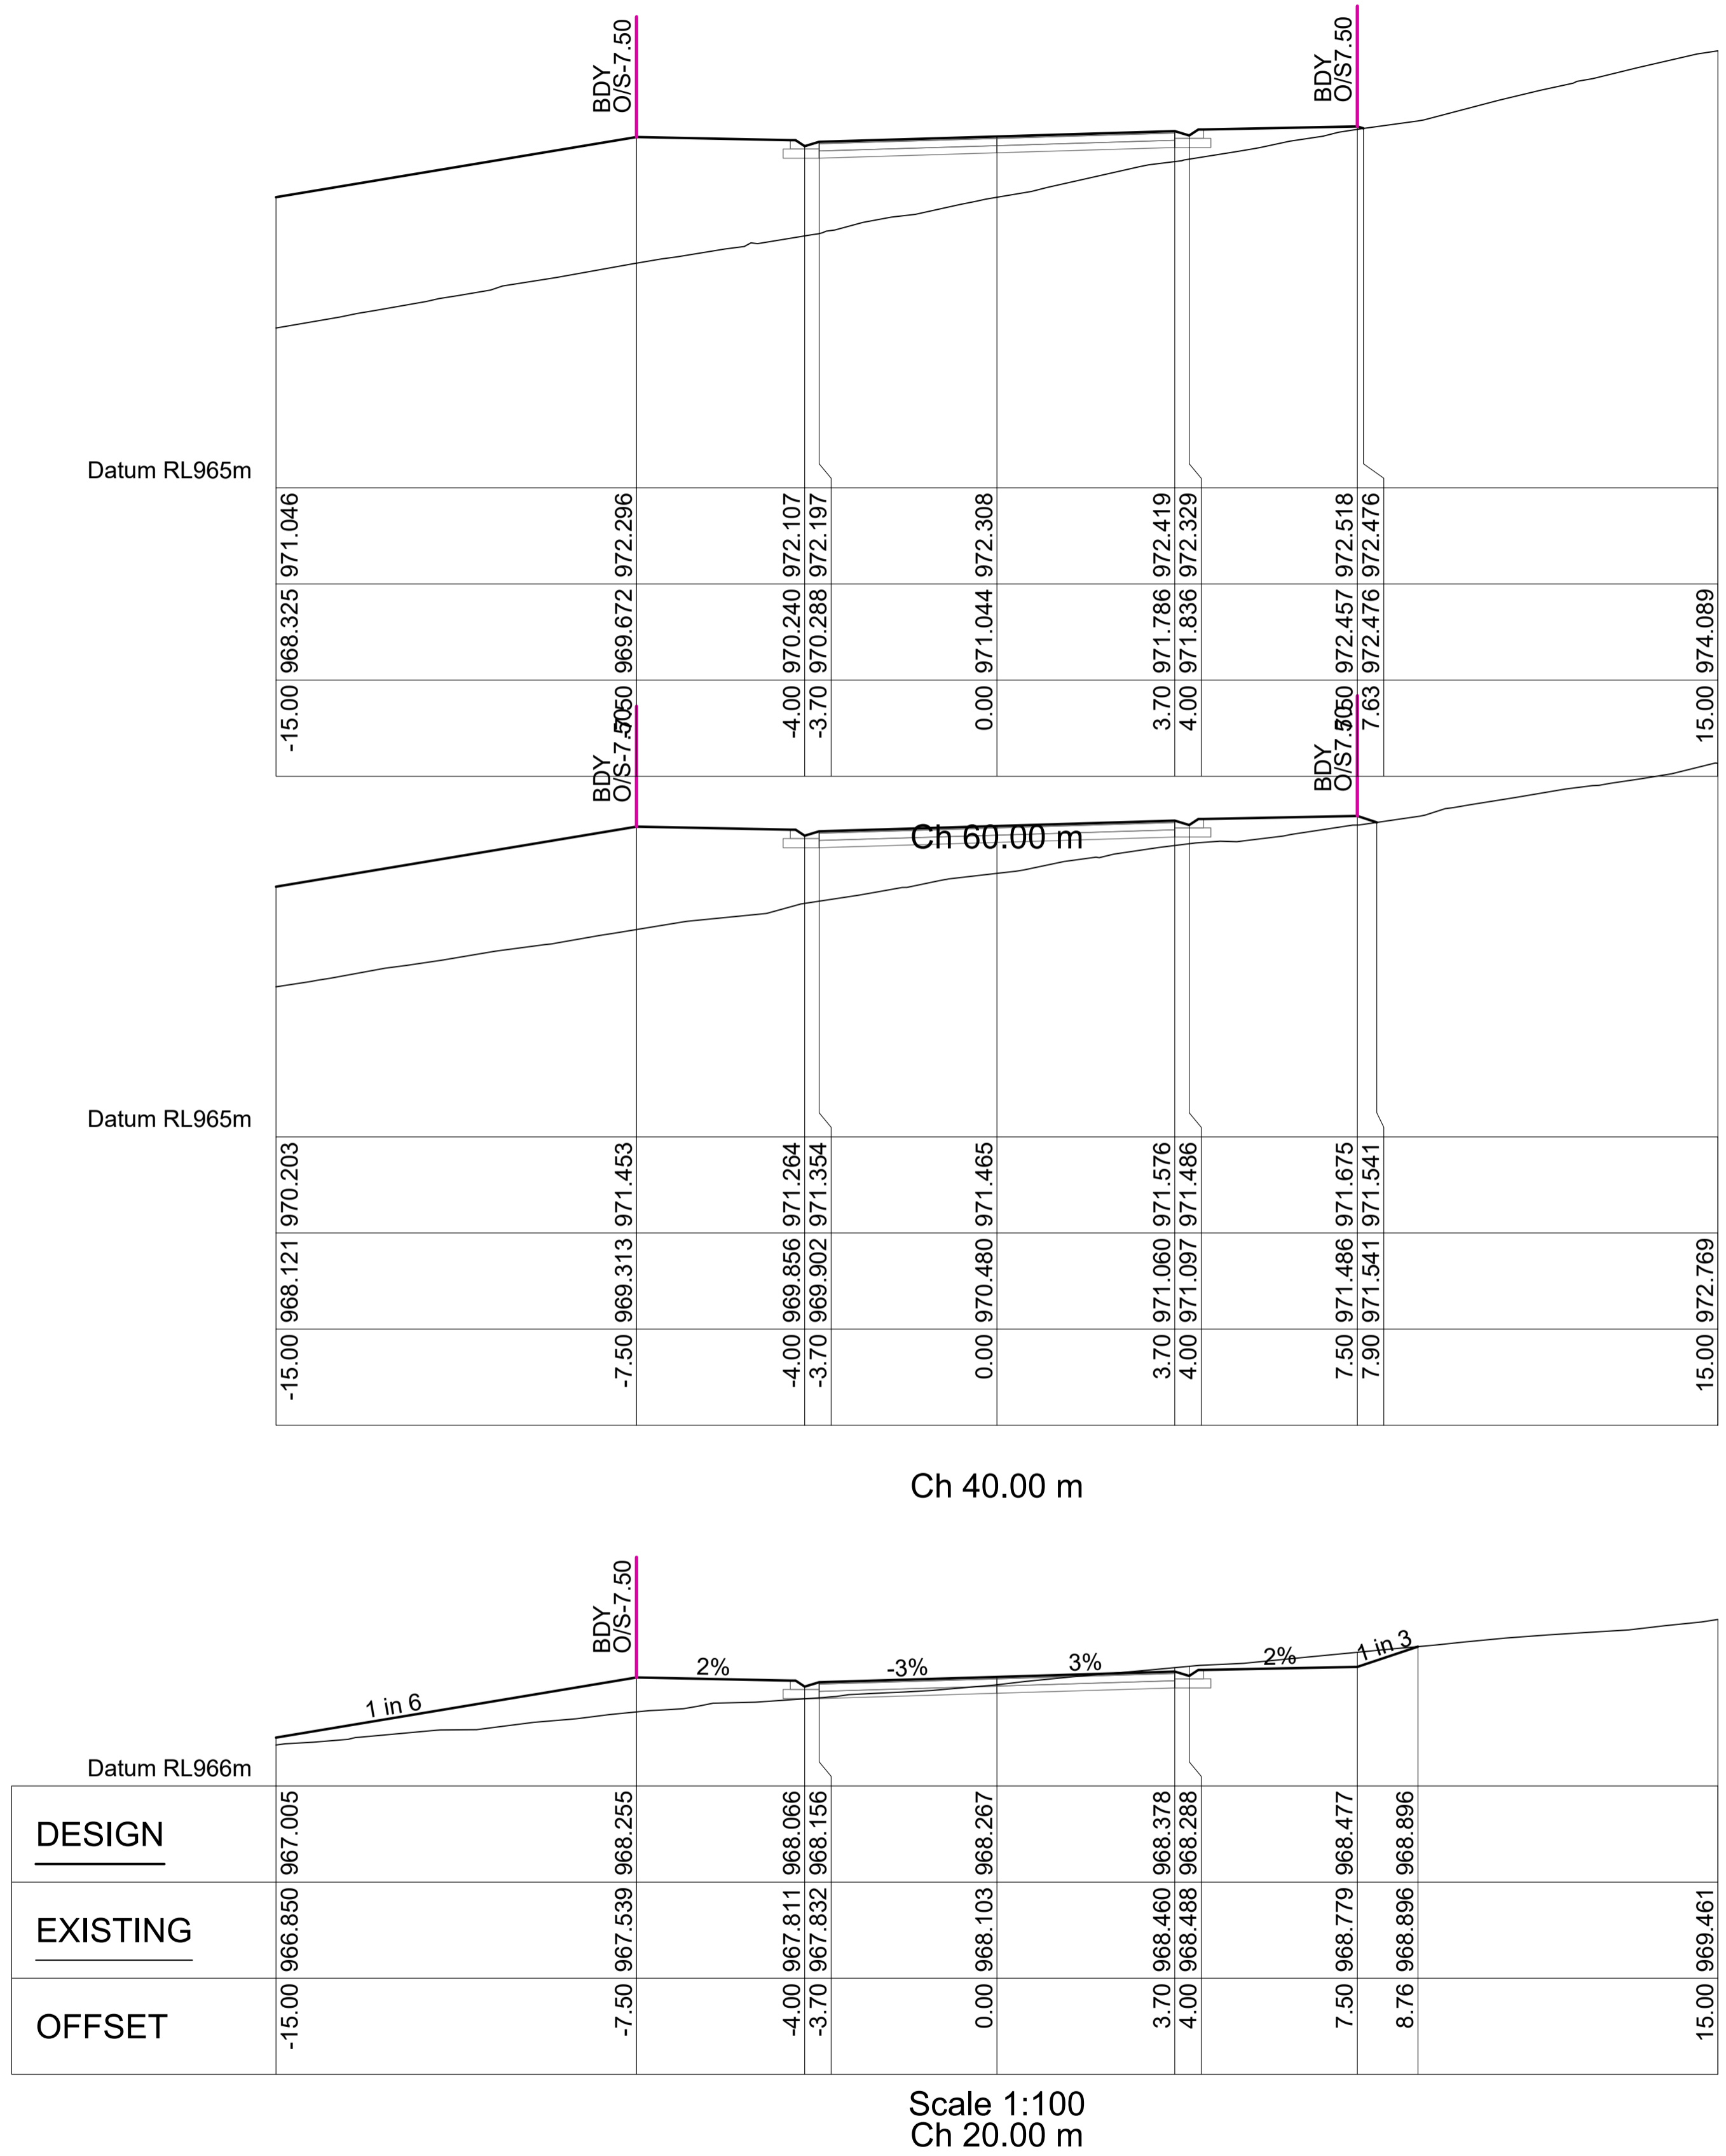 BDY
O/S-7.50
BDY
O/S7.50
Datum RL965m
971.046 972.296 972.107 972.197 972.308 972.419 972.329 972.518 972.476
968.325 969.672 970.240 970.288 971.044 971.786 971.836 972.457 972.476 974.089
-15.00 -7.50 -4.00 -3.70 0.00 3.70 4.00 7.50 7.63 15.00
BDY
O/S-7.50
BDY
O/S7.50
Ch 60.00 m
Datum RL965m
970.203 971.453 971.264 971.354 971.465 971.576 971.486 971.675 971.541
968.121 969.313 969.856 969.902 970.480 971.060 971.097 971.486 971.541 972.769
-15.00 -7.50 -4.00 -3.70 0.00 3.70 4.00 7.50 7.90 15.00
Ch 40.00 m
BDY
O/S-7.50
1 in 6 2% -3% 3% 2% 1 in 3
Datum RL966m
DESIGN 967.005 968.255 968.066 968.156 968.267 968.378 968.288 968.477 968.896
EXISTING 966.850 967.539 967.811 967.832 968.103 968.460 968.488 968.779 968.896 969.461
OFFSET -15.00 -7.50 -4.00 -3.70 0.00 3.70 4.00 7.50 8.76 15.00
Scale 1:100
Ch 20.00 m